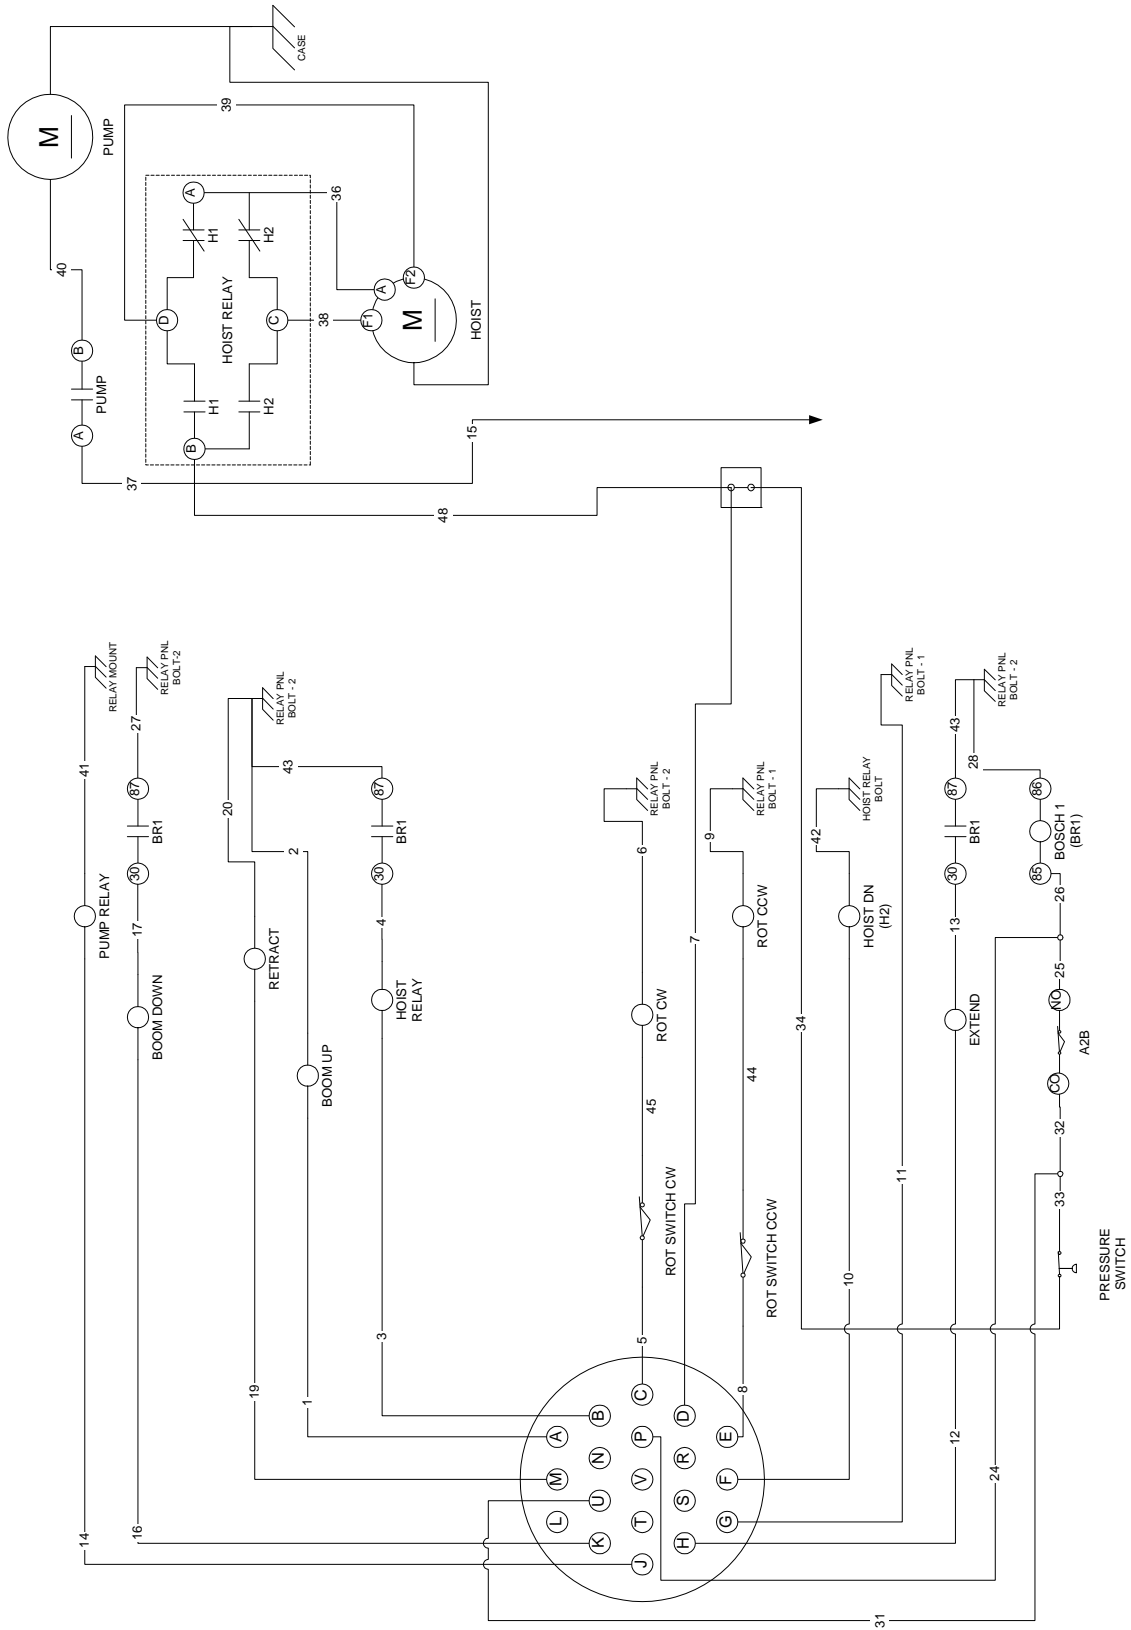 CASE
M
PUMP
40
39
B
PUMP
A
37
A
H1
H2
D
HOIST RELAY
C
H1
H2
B
36
38
F1
A
F2
M
HOIST
15
48
RELAY MOUNT
41
PUMP RELAY
14
RELAY PNL
BOLT-2
27
87
BR1
30
17
BOOM DOWN
16
RELAY PNL
BOLT - 2
20
RETRACT
19
2
BOOM UP
1
43
87
BR1
30
4
HOIST
RELAY
3
RELAY PNL
BOLT - 2
6
ROT CW
45
ROT SWITCH CW
5
7
RELAY PNL
BOLT - 1
9
ROT CCW
44
ROT SWITCH CCW
8
34
HOIST RELAY
BOLT
42
HOIST DN
(H2)
10
RELAY PNL
BOLT - 1
11
RELAY PNL
BOLT - 2
43
28
87
BR1
30
13
EXTEND
12
86
BOSCH 1
(BR1)
85
26
25
NO
A2B
CO
32
33
PRESSURE
SWITCH
24
31
A
B
C
D
E
F
G
H
J
K
L
M
N
P
R
S
T
U
V